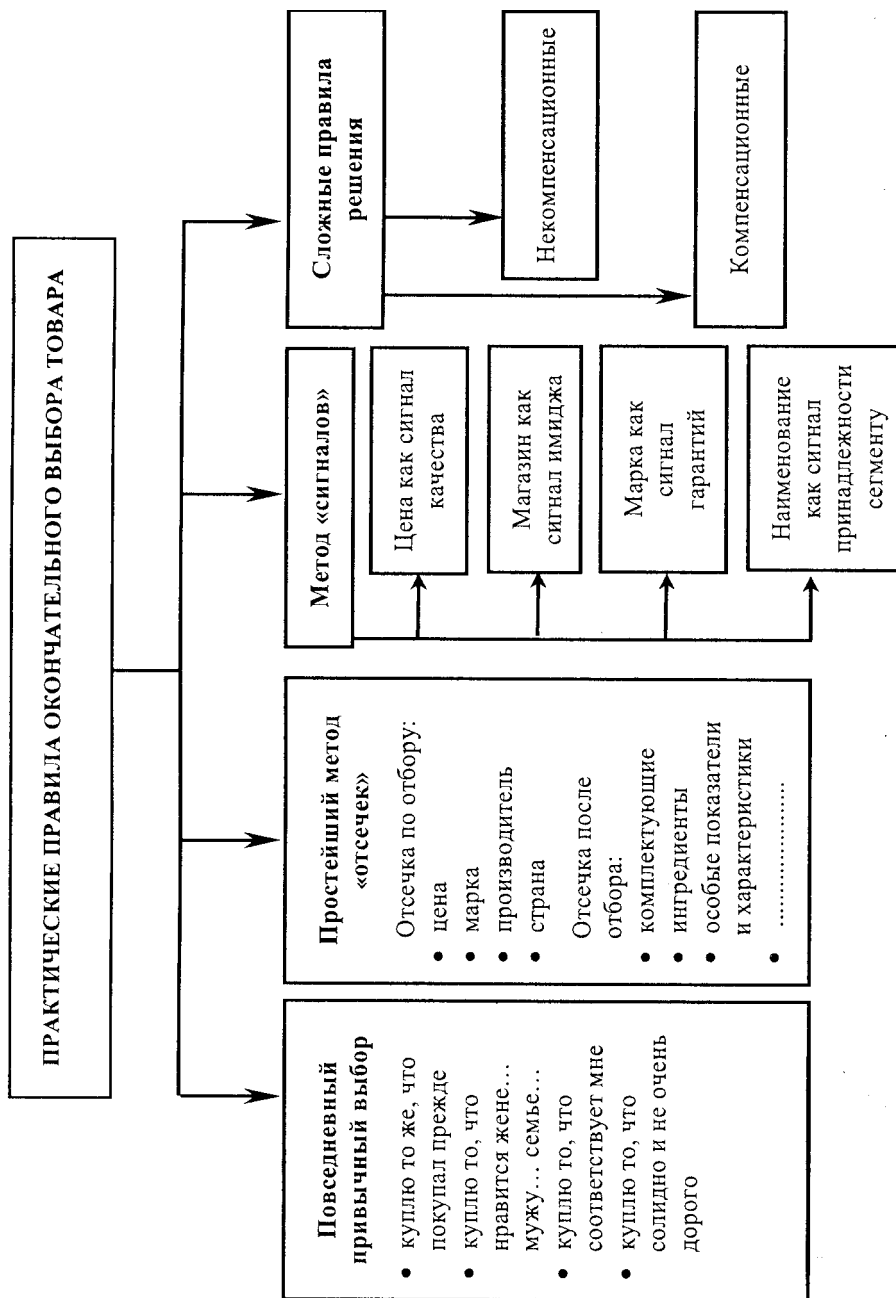 ПРАКТИЧЕСКИЕ ПРАВИЛА ОКОНЧАТЕЛЬНОГО ВЫБОРА ТОВАРА
Повседневный
привычный выбор
• куплю то же, что
покупал прежде
• куплю то, что
нравится жене...
мужу... семье...
• куплю то, что
соответствует мне
• куплю то, что
солидно и не очень
дорого
Простейший метод
«отсечек»
Отсечка по отбору:
• цена
• марка
• производитель
• страна
Отсечка после
отбора:
• комплектующие
• ингредиенты
• особые показатели
и характеристики
• ......................
Метод «сигналов»
Цена как сигнал
качества
Магазин как
сигнал имиджа
Марка как
сигнал
гарантий
Наименование
как сигнал
принадлежности
сегменту
Сложные правила
решения
Некомпенсационные
Компенсационные